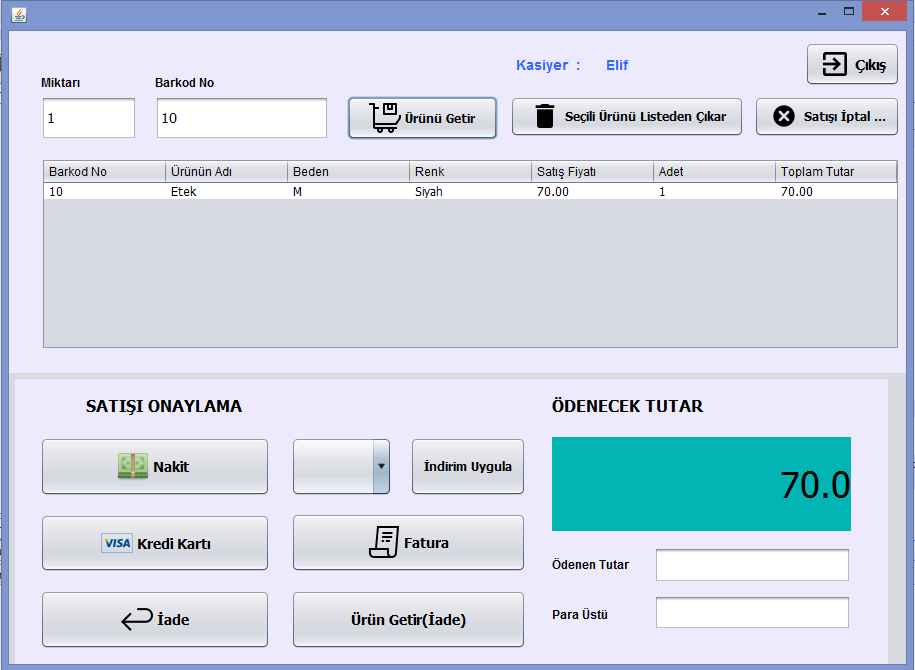 Kasiyer : Elif
Çıkış
Miktarı Barkod No
1 10 Ürünü Getir Seçili Ürünü Listeden Çıkar Satışı İptal ...
Barkod No Ürünün Adı Beden Renk Satış Fiyatı Adet Toplam Tutar
10 Etek M Siyah 70.00 1 70.00
SATIŞI ONAYLAMA ÖDENECEK TUTAR
Nakit İndirim Uygula
70.0
VISA Kredi Kartı Fatura
Ödenen Tutar
İade Ürün Getir(İade)
Para Üstü